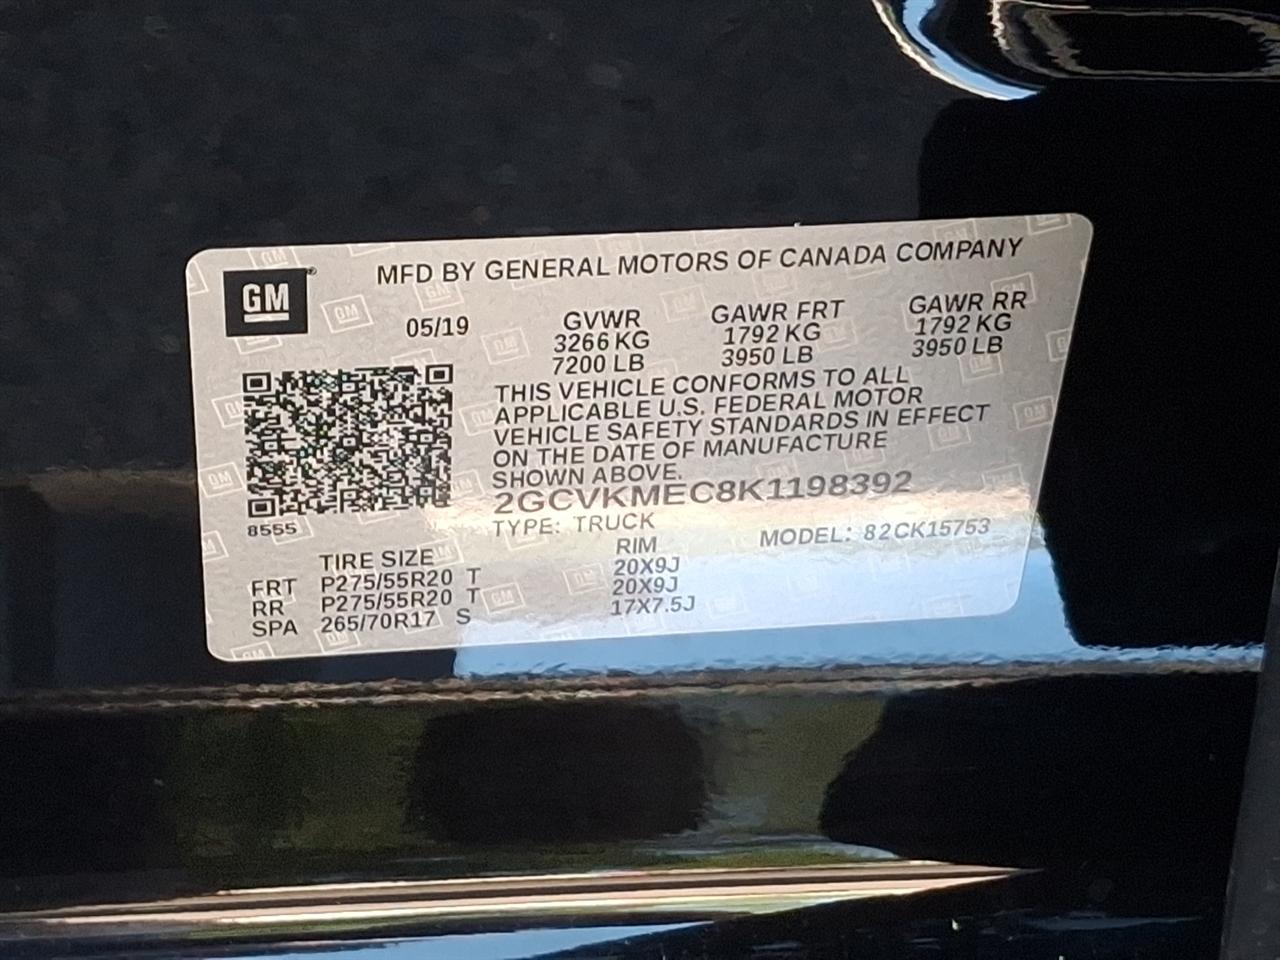 GM
MFD BY GENERAL MOTORS OF CANADA COMPANY
05/19
GVWR
3266 KG
7200 LB
GAWR FRT
1792 KG
3950 LB
GAWR RR
1792 KG
3950 LB
THIS VEHICLE CONFORMS TO ALL
APPLICABLE U.S. FEDERAL MOTOR
VEHICLE SAFETY STANDARDS IN EFFECT
ON THE DATE OF MANUFACTURE
SHOWN ABOVE.
2GCVKMEC8K1198392
8555
TYPE: TRUCK
MODEL: 82CK15753
TIRE SIZE RIM
FRT P275/55R20 T 20X9J
RR P275/55R20 T 20X9J
SPA 265/70R17 S 17X7.5J